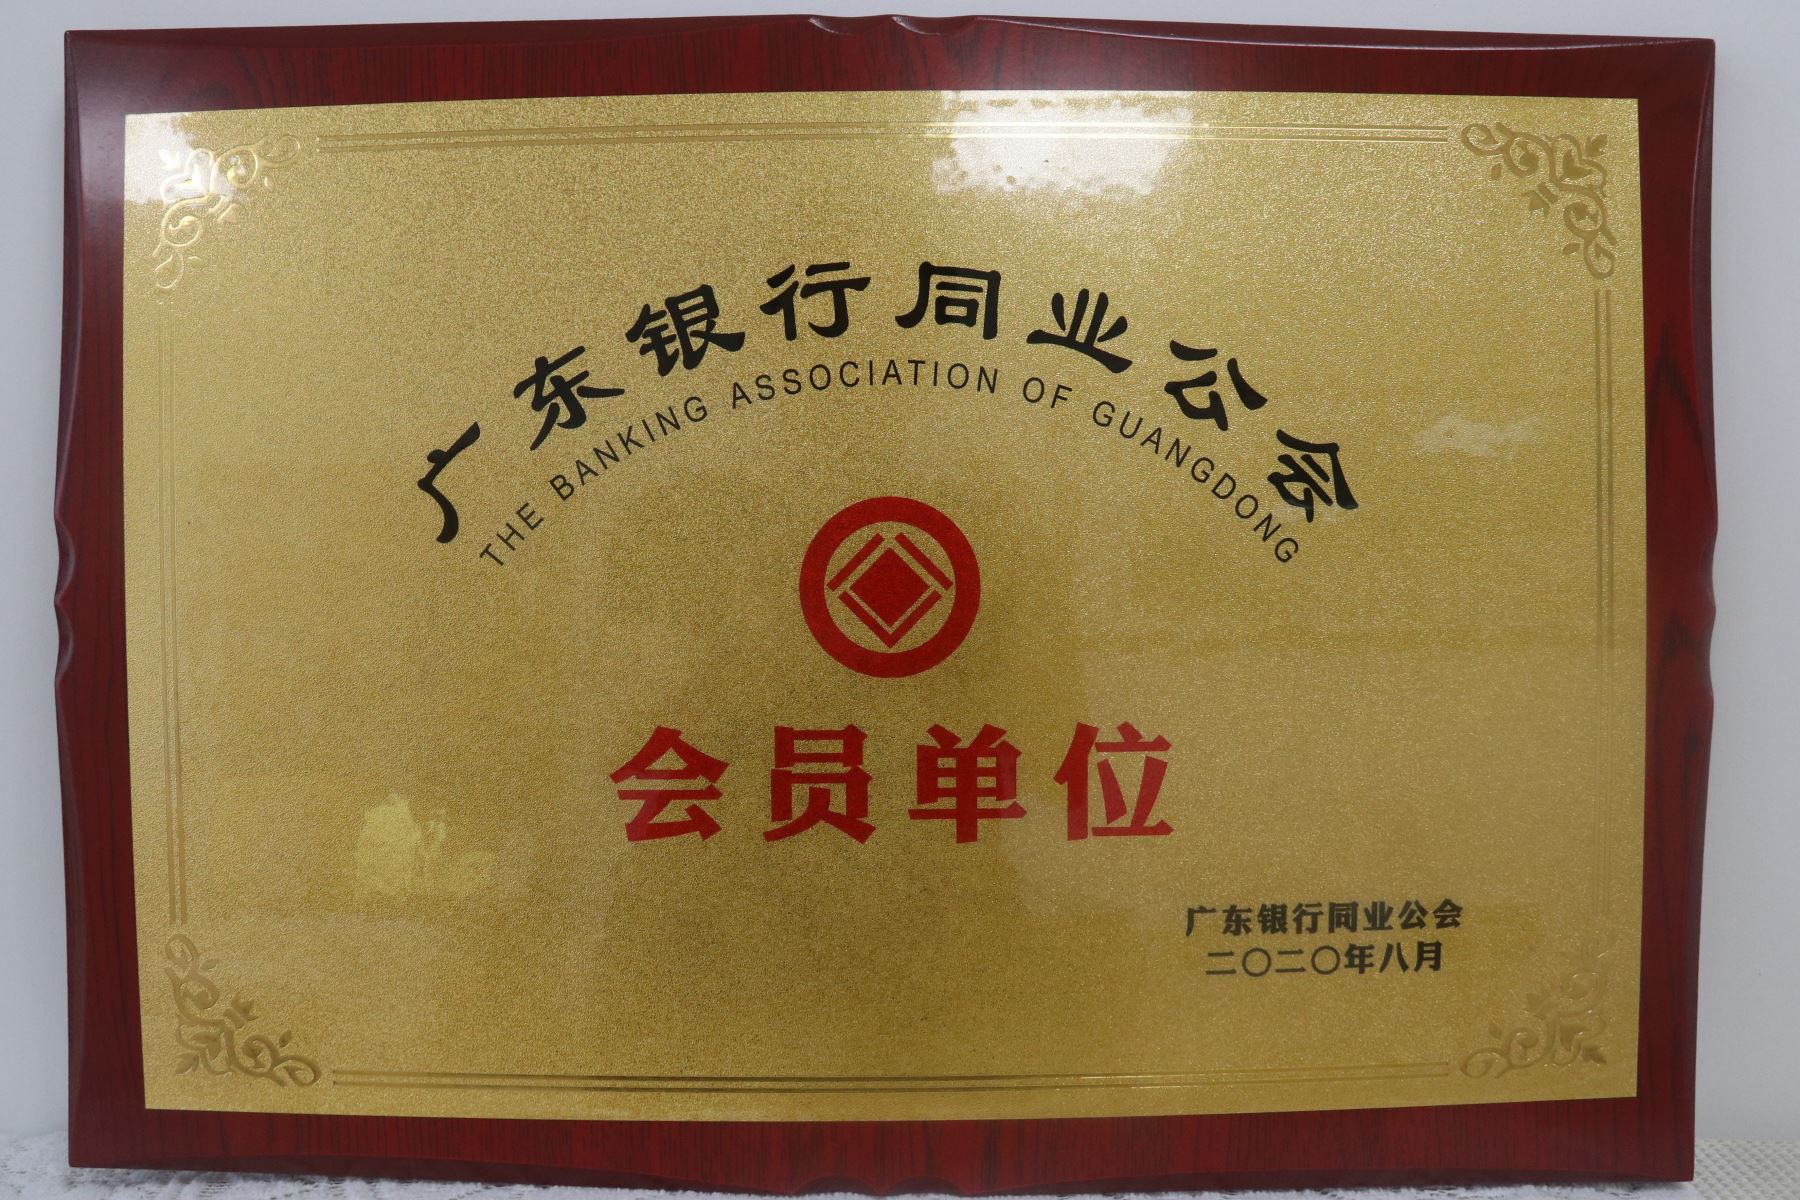 广东银行同业公会
THE BANKING ASSOCIATION OF GUANGDONG
会员单位
广东银行同业公会
二〇二〇年八月